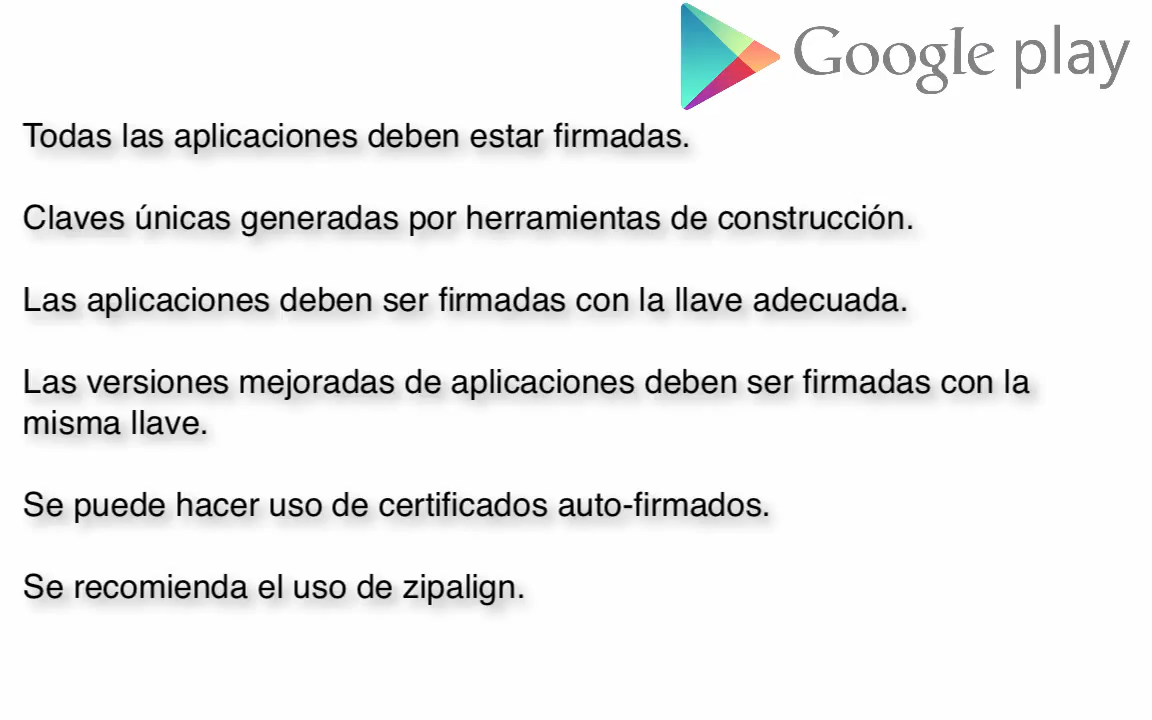 Google play
Todas las aplicaciones deben estar firmadas.
Claves únicas generadas por herramientas de construcción.
Las aplicaciones deben ser firmadas con la llave adecuada.
Las versiones mejoradas de aplicaciones deben ser firmadas con la
misma llave.
Se puede hacer uso de certificados auto-firmados.
Se recomienda el uso de zipalign.